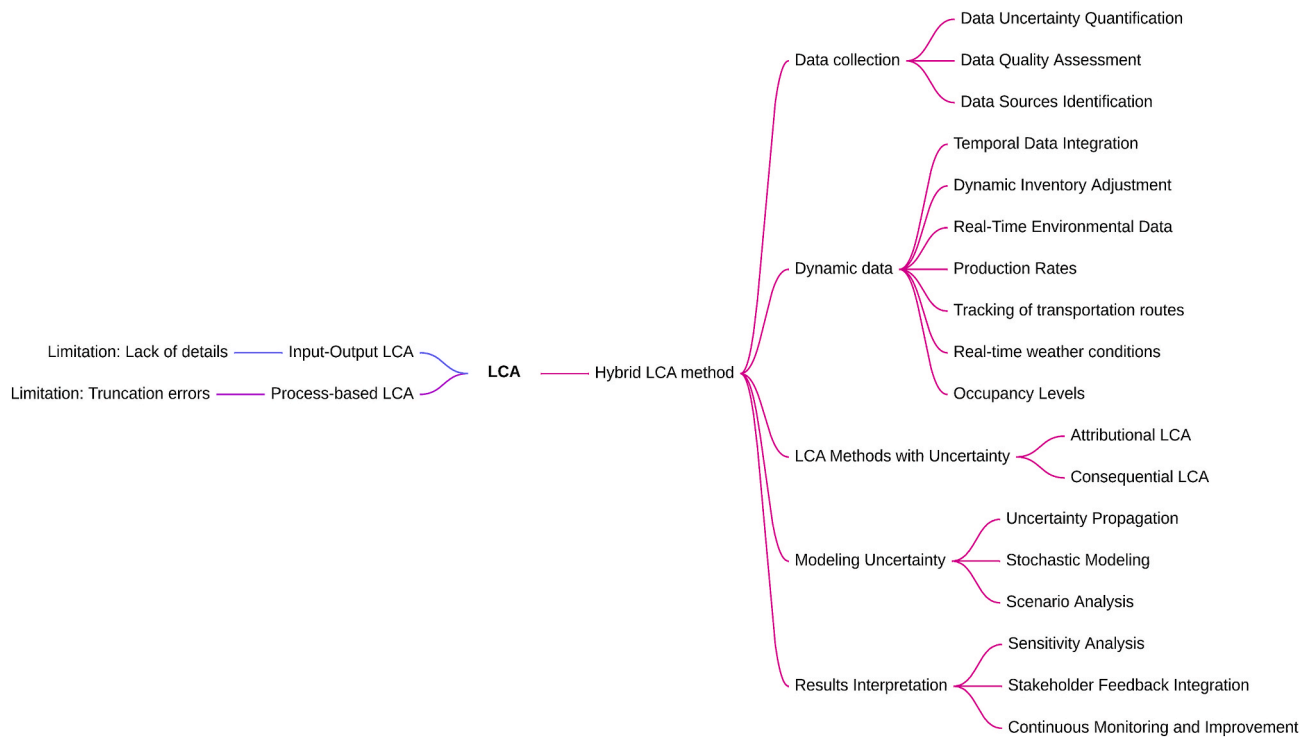 Data Uncertainty Quantification
Data collection
Data Quality Assessment
Data Sources Identification
Temporal Data Integration
Dynamic Inventory Adjustment
Real-Time Environmental Data
Dynamic data
Production Rates
Tracking of transportation routes
Real-time weather conditions
Occupancy Levels
Limitation: Lack of details
Input-Output LCA
LCA
Hybrid LCA method
Limitation: Truncation errors
Process-based LCA
Attributional LCA
LCA Methods with Uncertainty
Consequential LCA
Uncertainty Propagation
Modeling Uncertainty
Stochastic Modeling
Scenario Analysis
Sensitivity Analysis
Results Interpretation
Stakeholder Feedback Integration
Continuous Monitoring and Improvement